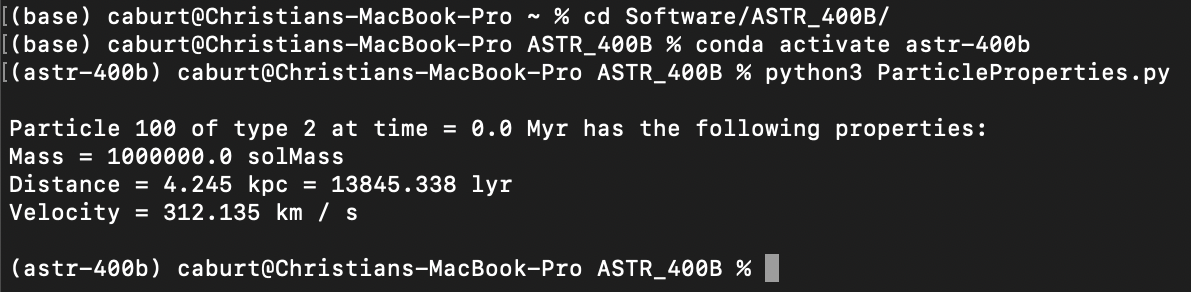 [(base) caburt@Christians-MacBook-Pro ~ % cd Software/ASTR_400B/
[(base) caburt@Christians-MacBook-Pro ASTR_400B % conda activate astr-400b
[(astr-400b) caburt@Christians-MacBook-Pro ASTR_400B % python3 ParticleProperties.py
Particle 100 of type 2 at time = 0.0 Myr has the following properties:
Mass = 1000000.0 solMass
Distance = 4.245 kpc = 13845.338 lyr
Velocity = 312.135 km / s
(astr-400b) caburt@Christians-MacBook-Pro ASTR_400B %